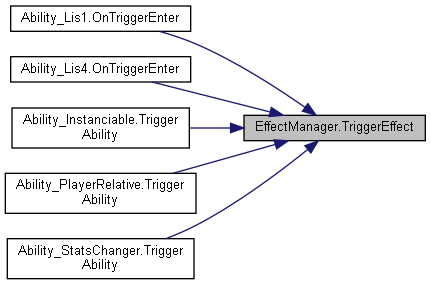 Ability_Lis1.OnTriggerEnter
Ability_Lis4.OnTriggerEnter
Ability_Instanciable.Trigger
Ability
EffectManager.TriggerEffect
Ability_PlayerRelative.Trigger
Ability
Ability_StatsChanger.Trigger
Ability